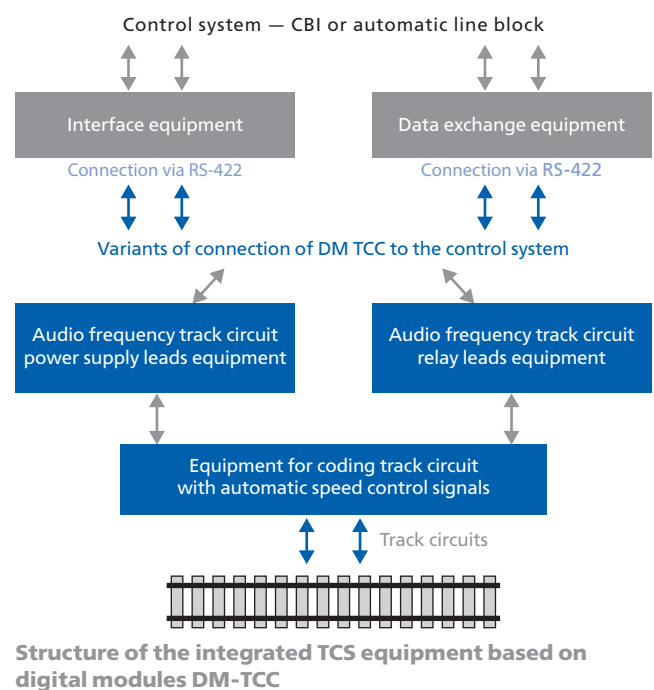 Control system — CBI or automatic line block
Interface equipment
Data exchange equipment
Connection via RS-422
Connection via RS-422
Variants of connection of DM TCC to the control system
Audio frequency track circuit
power supply leads equipment
Audio frequency track circuit
relay leads equipment
Equipment for coding track circuit
with automatic speed control signals
Track circuits
Structure of the integrated TCS equipment based on
digital modules DM-TCC